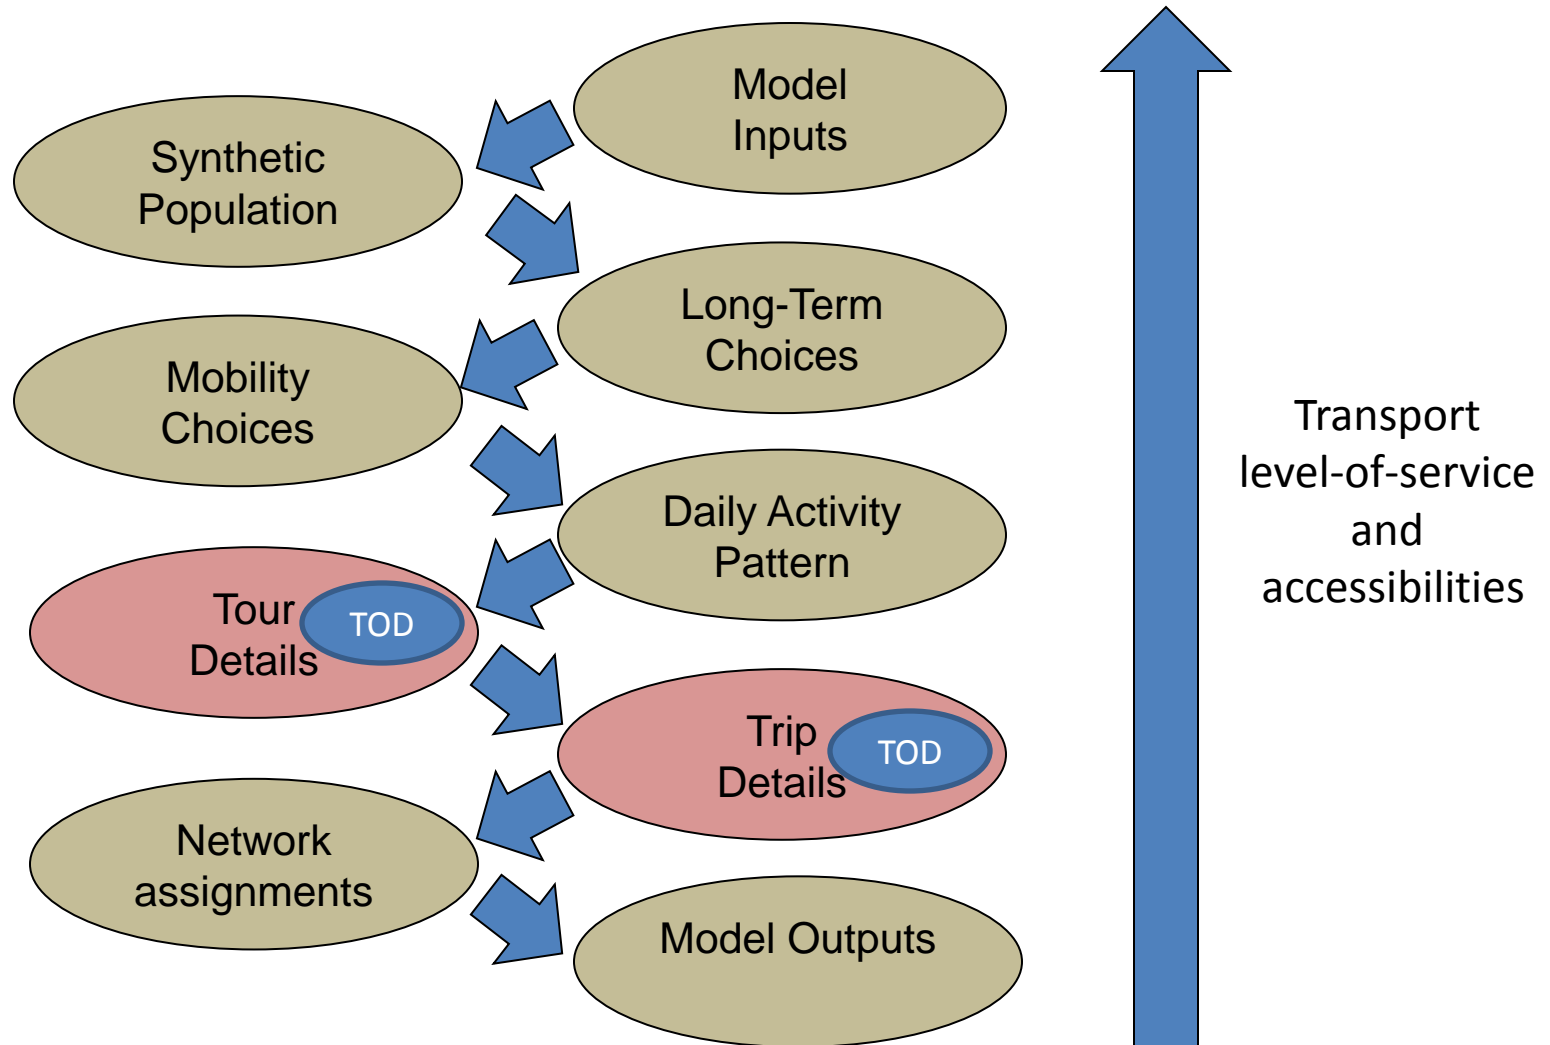 Model
Inputs
Synthetic
Population
Long-Term
Choices
Mobility
Choices
Daily Activity
Pattern
Tour
Details
TOD
Trip
Details
TOD
Network
assignments
Model Outputs
Transport
level-of-service
and
accessibilities